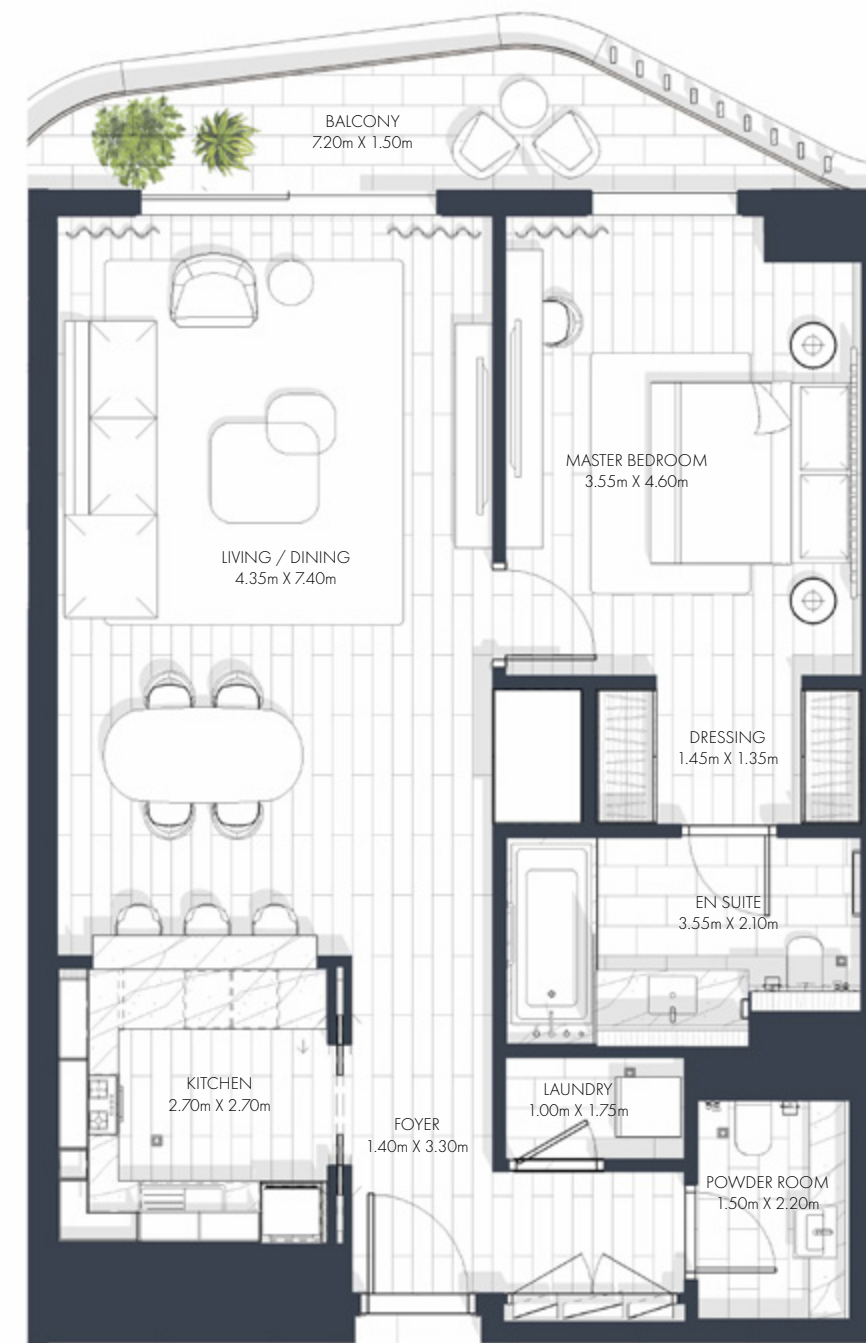 BALCONY
7.20m X 1.50m
MASTER BEDROOM
3.55m X 4.60m
LIVING / DINING
4.35m X 7.40m
DRESSING
1.45m X 1.35m
EN SUITE
3.55m X 2.10m
KITCHEN
2.70m X 2.70m
LAUNDRY
1.00m X 1.75m
FOYER
1.40m X 3.30m
POWDER ROOM
1.50m X 2.20m